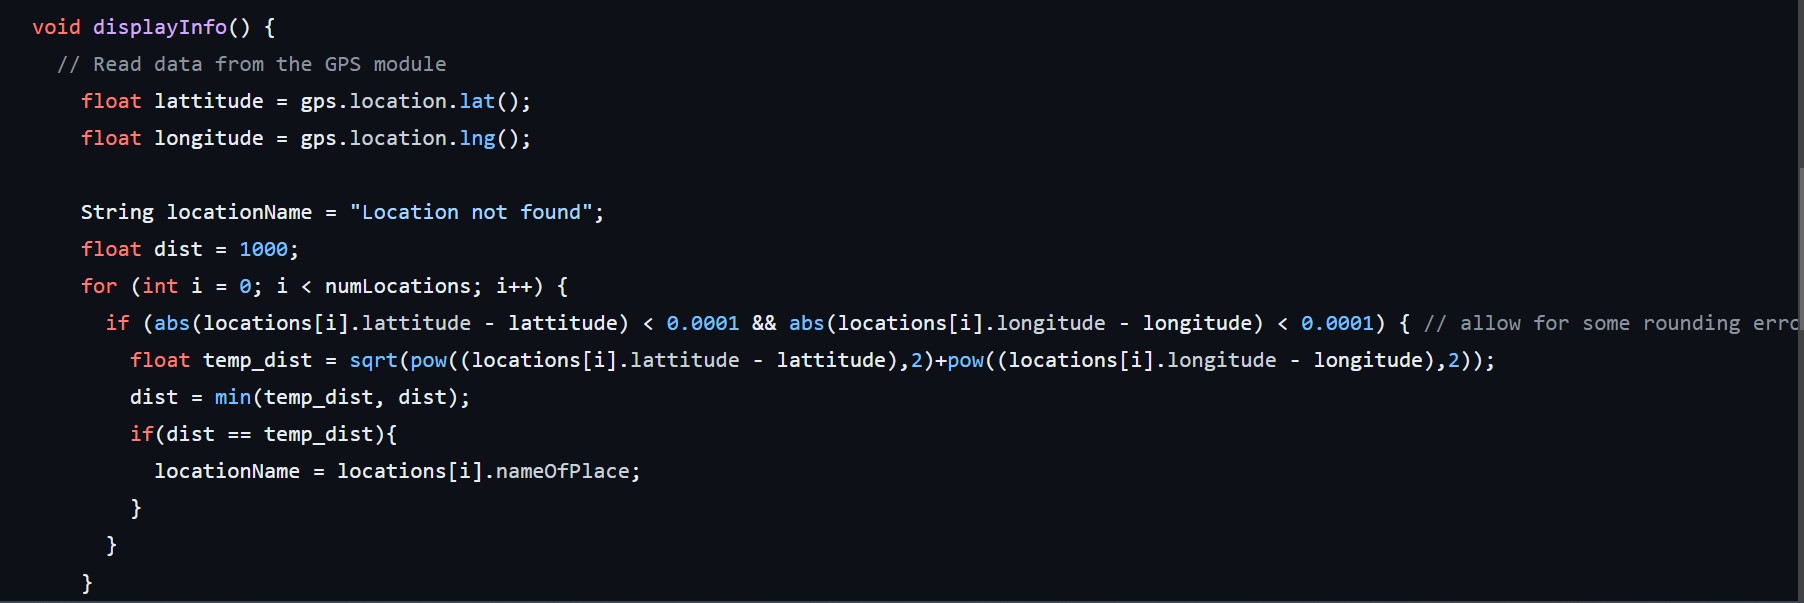 void displayInfo() {
// Read data from the GPS module
float lattitude = gps.location.lat();
float longitude = gps.location.lng();
String locationName = "Location not found";
float dist = 1000;
for (int i = 0; i < numLocations; i++) {
if (abs(locations[i].lattitude - lattitude) < 0.0001 && abs(locations[i].longitude - longitude) < 0.0001) { // allow for some rounding erro
float temp_dist = sqrt(pow((locations[i].lattitude - lattitude),2)+pow((locations[i].longitude - longitude),2));
dist = min(temp_dist, dist);
if(dist == temp_dist){
locationName = locations[i].nameOfPlace;
}
}
}